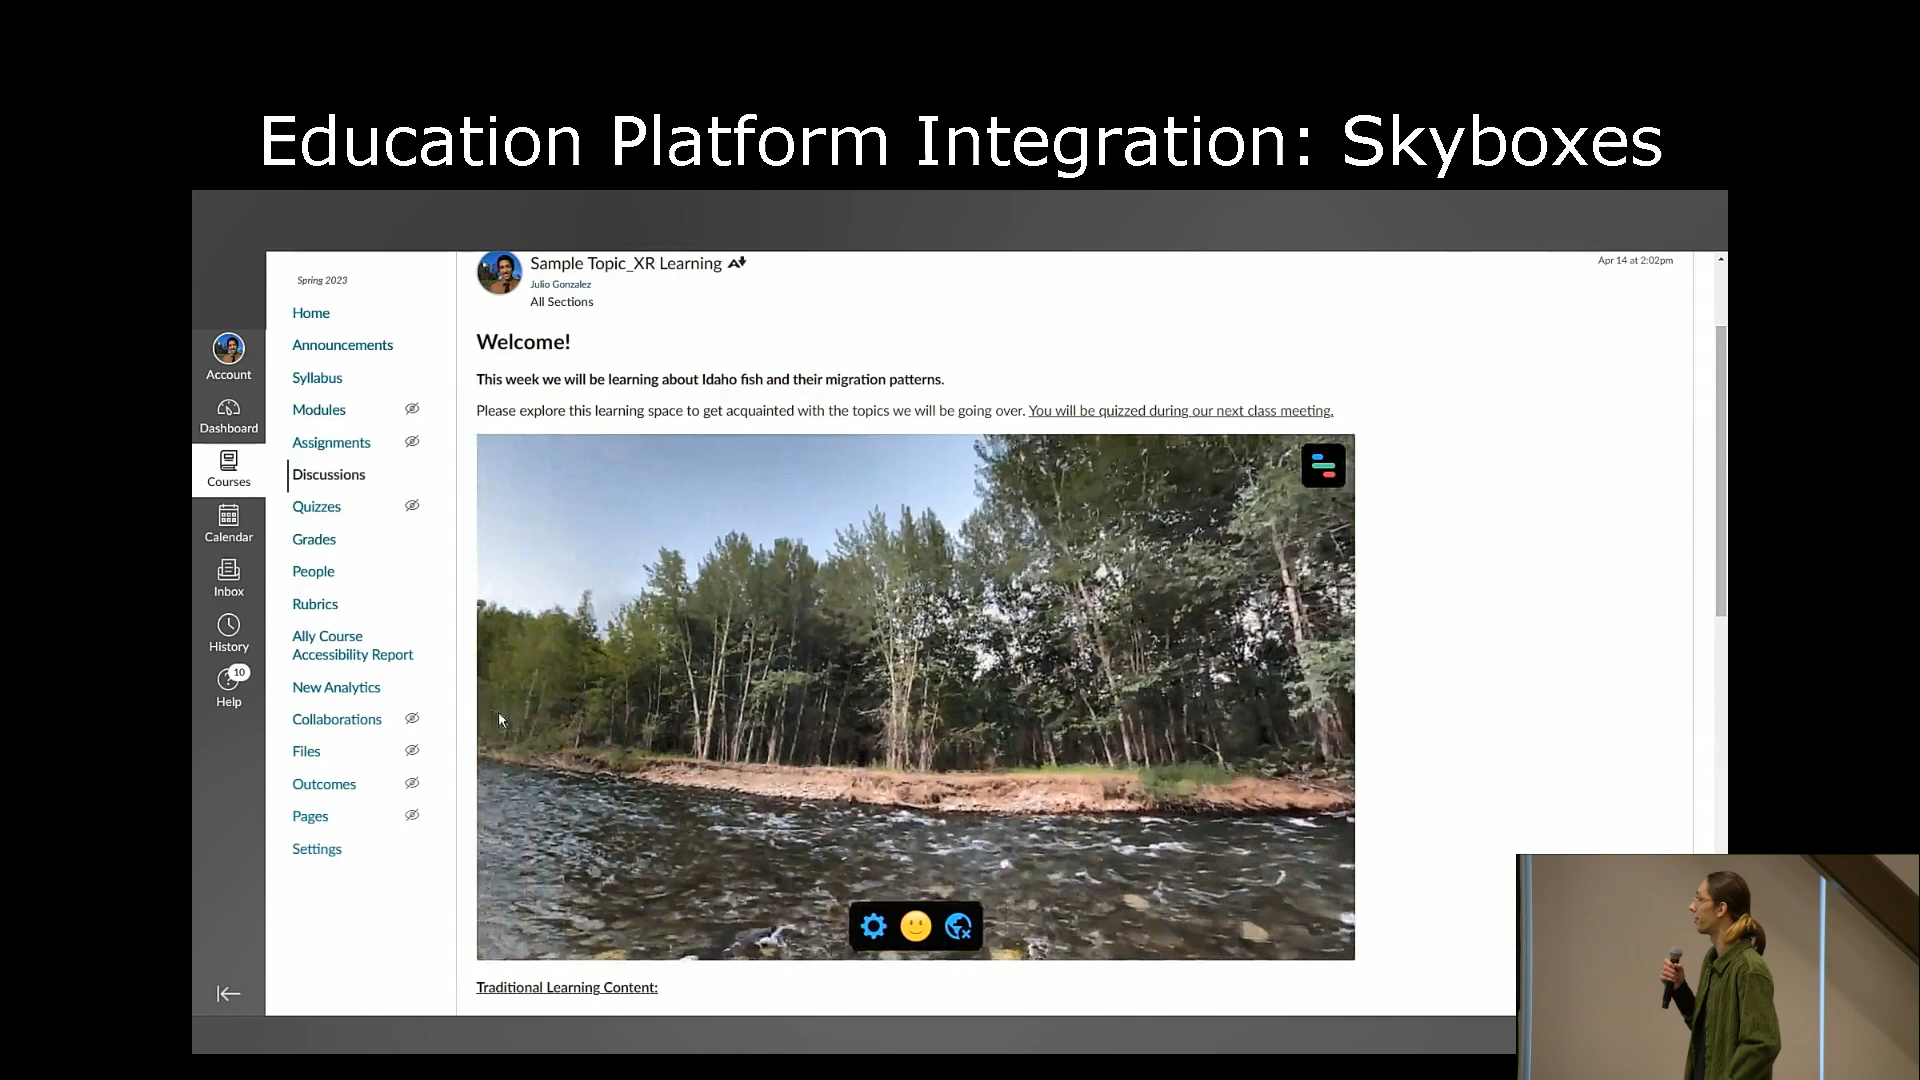 Education Platform Integration: Skyboxes
Sample Topic_XR Learning
Apr 14 at 2:02pm
Julio Gonzalez
All Sections
Spring 2023
Home
Announcements
Syllabus
Modules
Assignments
Discussions
Quizzes
Grades
People
Rubrics
Ally Course
Accessibility Report
New Analytics
Collaborations
Files
Outcomes
Pages
Settings
Account
Dashboard
Courses
Calendar
Inbox
History
10
Help
Welcome!
This week we will be learning about Idaho fish and their migration patterns.
Please explore this learning space to get acquainted with the topics we will be going over. You will be quizzed during our next class meeting.
Traditional Learning Content: